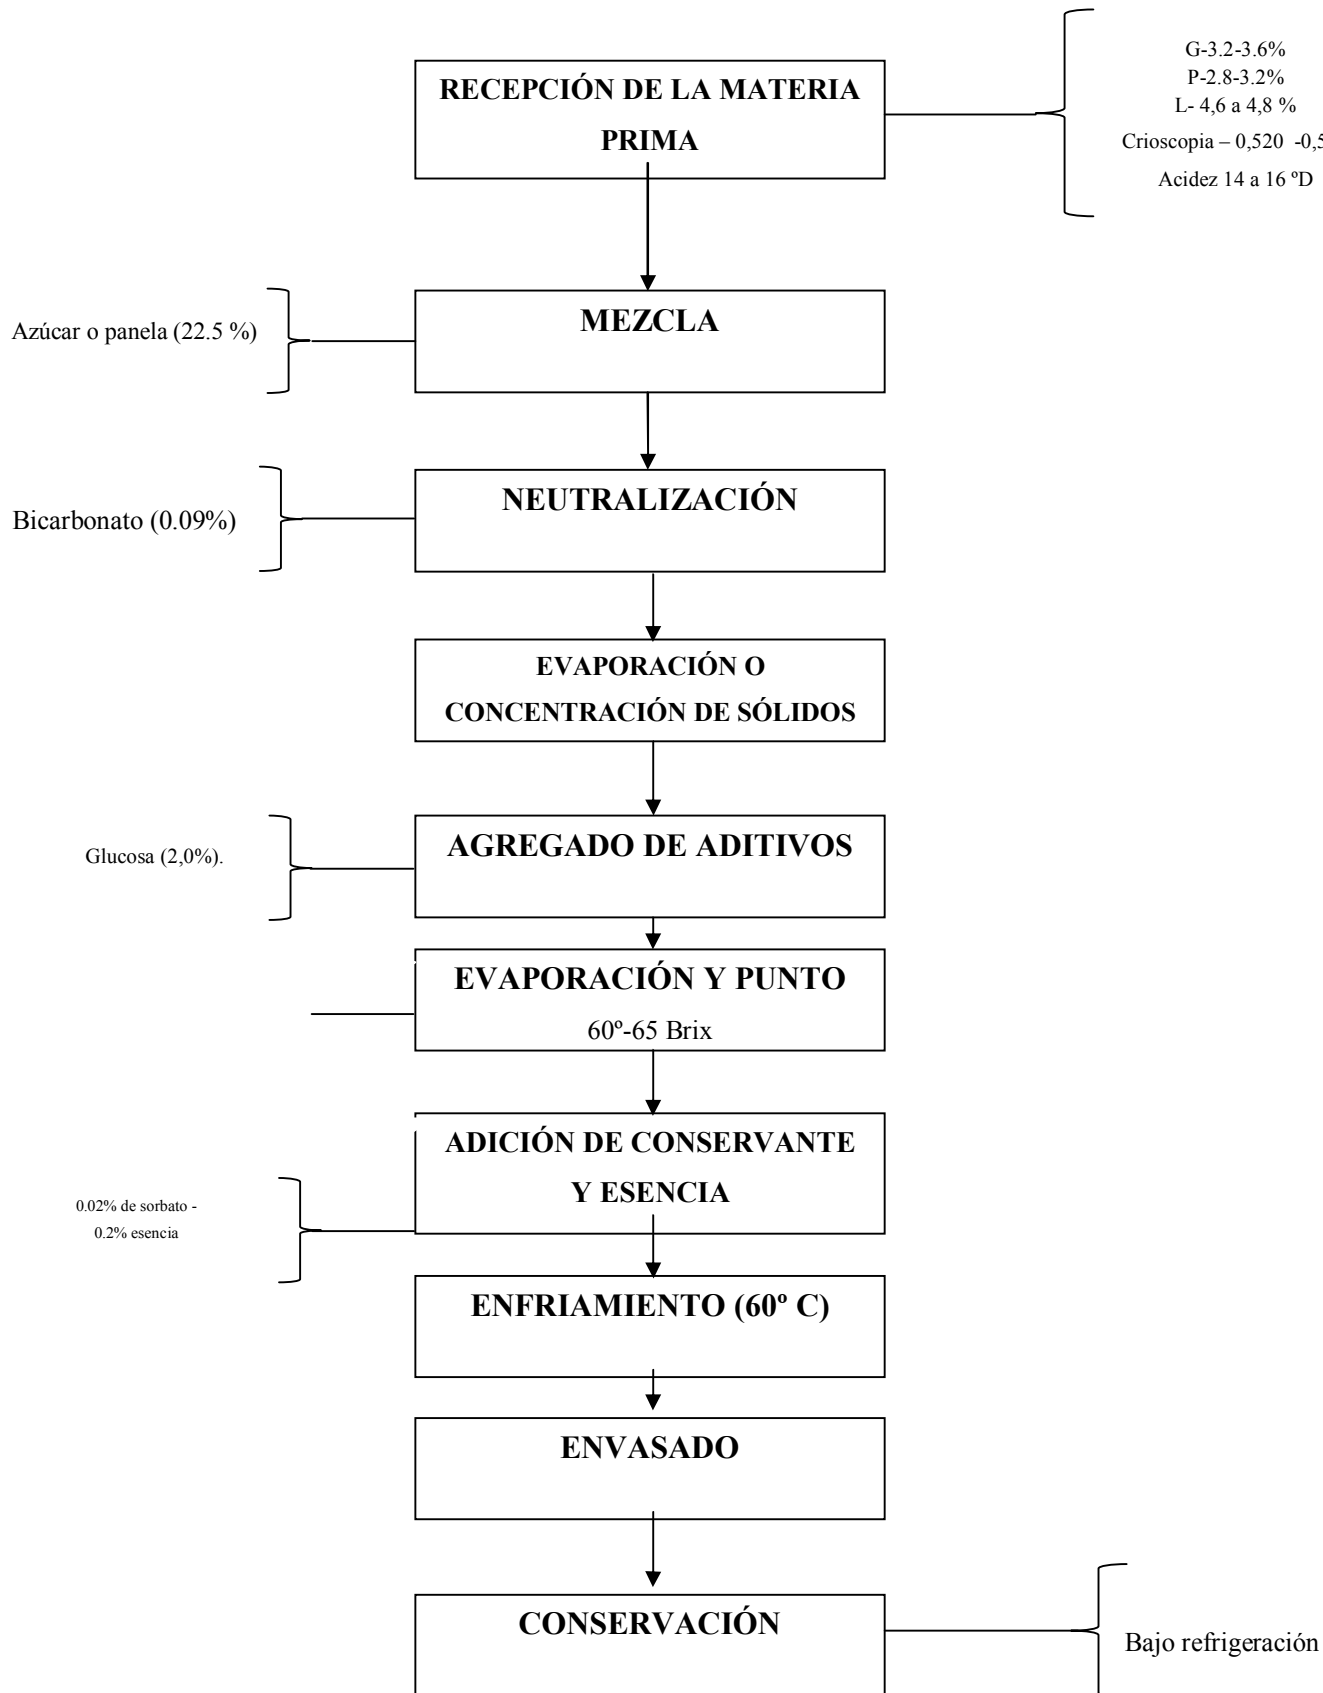 RECEPCIÓN DE LA MATERIA
PRIMA
G-3.2-3.6%
P-2.8-3.2%
L- 4,6 a 4,8 %
Crioscopia – 0,520 -0,5
Acidez 14 a 16 ºD
MEZCLA
Azúcar o panela (22.5 %)
NEUTRALIZACIÓN
Bicarbonato (0.09%)
EVAPORACIÓN O
CONCENTRACIÓN DE SÓLIDOS
AGREGADO DE ADITIVOS
Glucosa (2,0%).
EVAPORACIÓN Y PUNTO
60º-65 Brix
ADICIÓN DE CONSERVANTE
Y ESENCIA
0.02% de sorbato -
0.2% esencia
ENFRIAMIENTO (60º C)
ENVASADO
CONSERVACIÓN
Bajo refrigeración